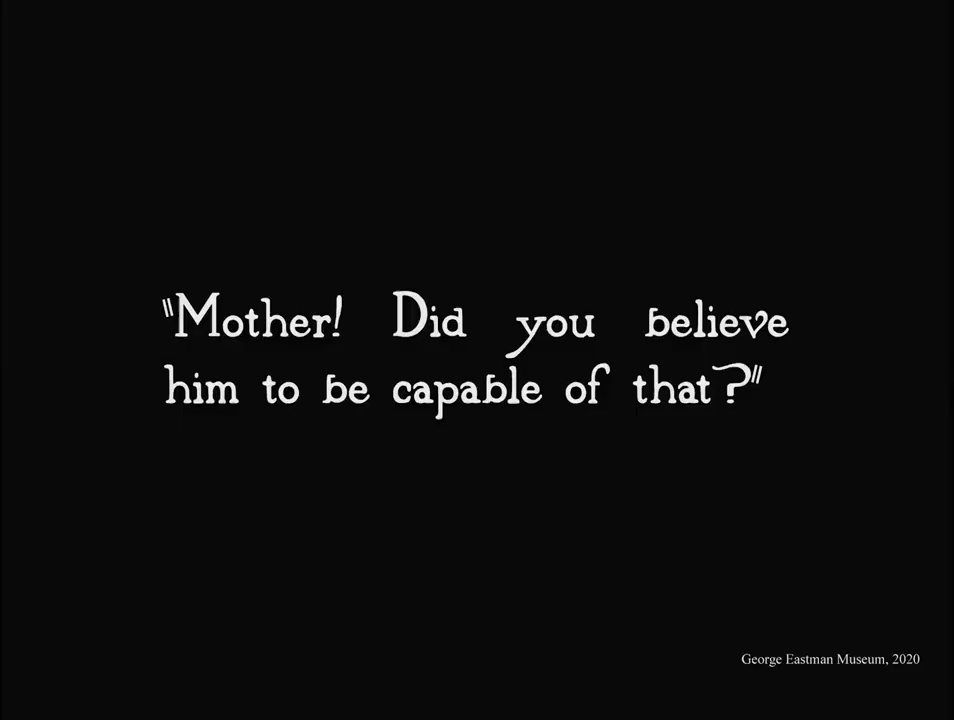 "Mother! Did you believe
him to be capable of that?"
George Eastman Museum, 2020